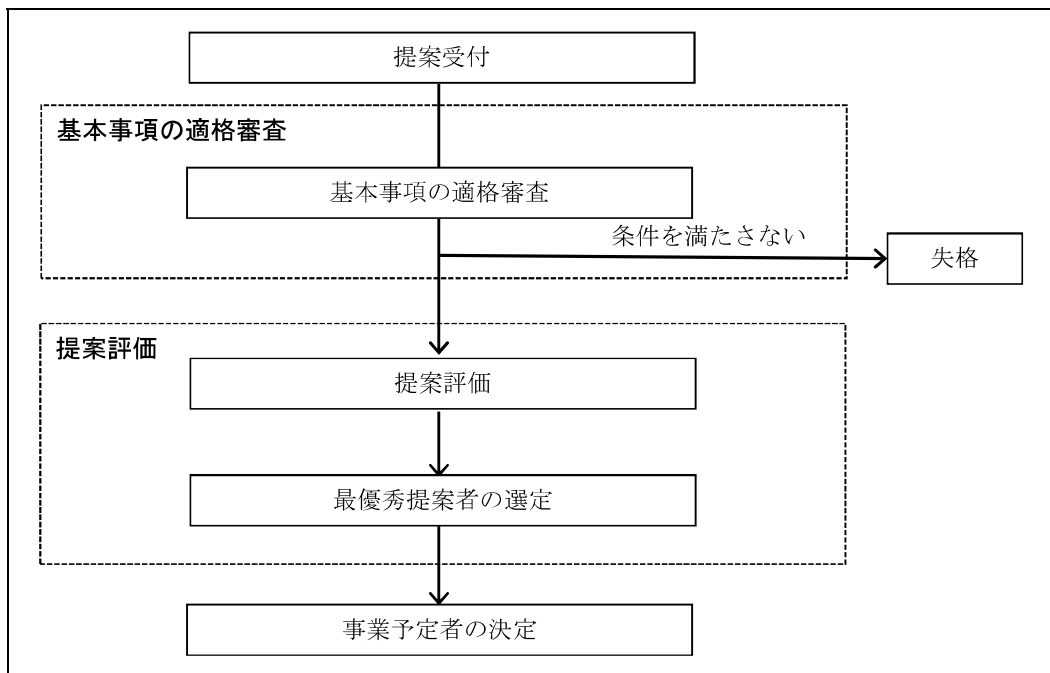 提案受付
基本事項の適格審査
基本事項の適格審査
条件を満たさない
失格
提案評価
提案評価
最優秀提案者の選定
事業予定者の決定